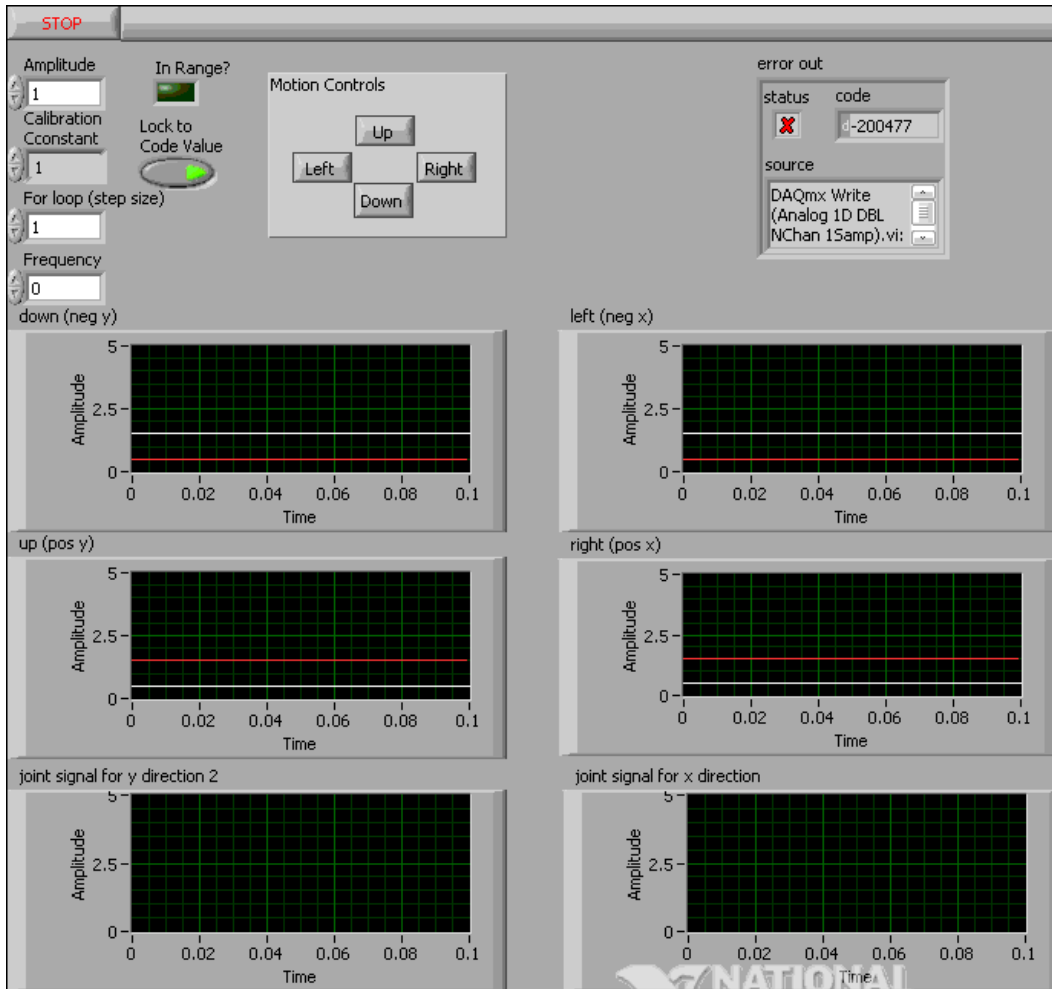 STOP
Amplitude
1
Calibration
Cconstant
1
For loop (step size)
1
Frequency
0
In Range?
Lock to
Code Value
Motion Controls
Up
Left
Right
Down
error out
status
code
d -200477
source
DAQmx Write
(Analog 1D DBL
NChan 1Samp).vi:
down (neg y)
5
2.5
0
Amplitude
0 0.02 0.04 0.06 0.08 0.1
Time
left (neg x)
5
2.5
0
Amplitude
0 0.02 0.04 0.06 0.08 0.1
Time
up (pos y)
5
2.5
0
Amplitude
0 0.02 0.04 0.06 0.08 0.1
Time
right (pos x)
5
2.5
0
Amplitude
0 0.02 0.04 0.06 0.08 0.1
Time
joint signal for y direction 2
5
2.5
0
Amplitude
0 0.02 0.04 0.06 0.08 0.1
Time
joint signal for x direction
5
2.5
0
Amplitude
0 0.02 0.04 0.06 0.08 0.1
Time
NATIONAL